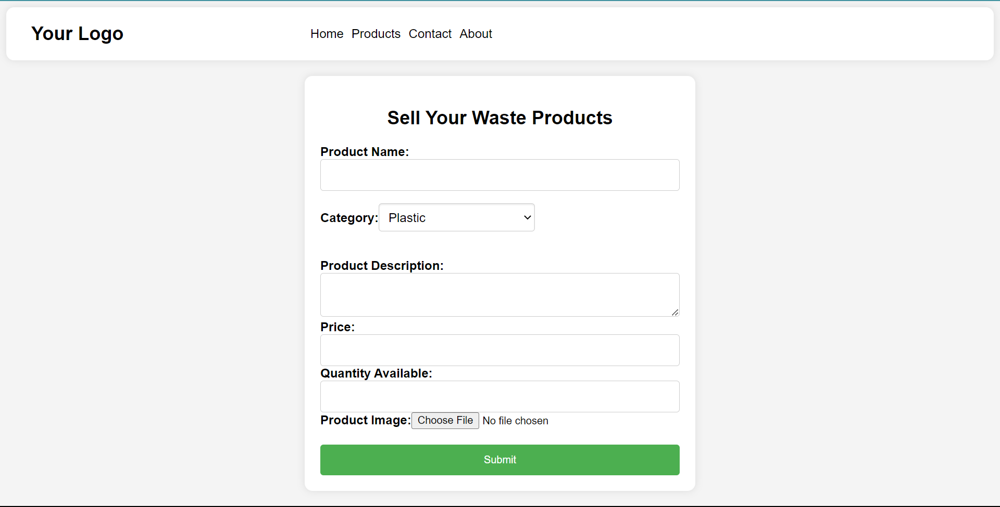 Your Logo
Home Products Contact About
Sell Your Waste Products
Product Name:
Category: Plastic
Product Description:
Price:
Quantity Available:
Product Image: Choose File No file chosen
Submit